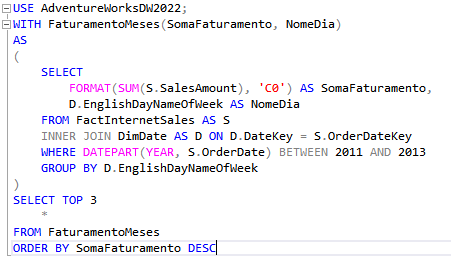 USE AdventureWorksDW2022;
WITH FaturamentoMeses(SomaFaturamento, NomeDia)
AS
(
SELECT
FORMAT(SUM(S.SalesAmount), 'C0') AS SomaFaturamento,
D.EnglishDayNameOfWeek AS NomeDia
FROM FactInternetSales AS S
INNER JOIN DimDate AS D ON D.DateKey = S.OrderDateKey
WHERE DATEPART(YEAR, S.OrderDate) BETWEEN 2011 AND 2013
GROUP BY D.EnglishDayNameOfWeek
)
SELECT TOP 3
*
FROM FaturamentoMeses
ORDER BY SomaFaturamento DESC